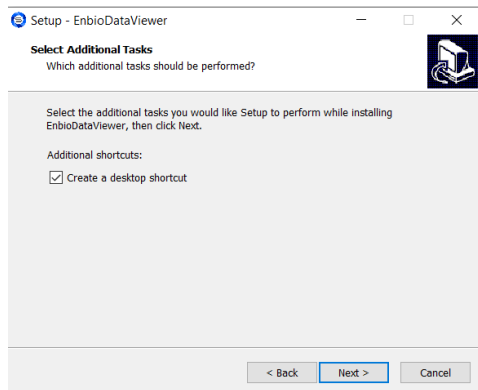 Setup - EnbioDataViewer
Select Additional Tasks
Which additional tasks should be performed?
Select the additional tasks you would like Setup to perform while installing
EnbioDataViewer, then click Next.
Additional shortcuts:
Create a desktop shortcut
< Back
Next >
Cancel